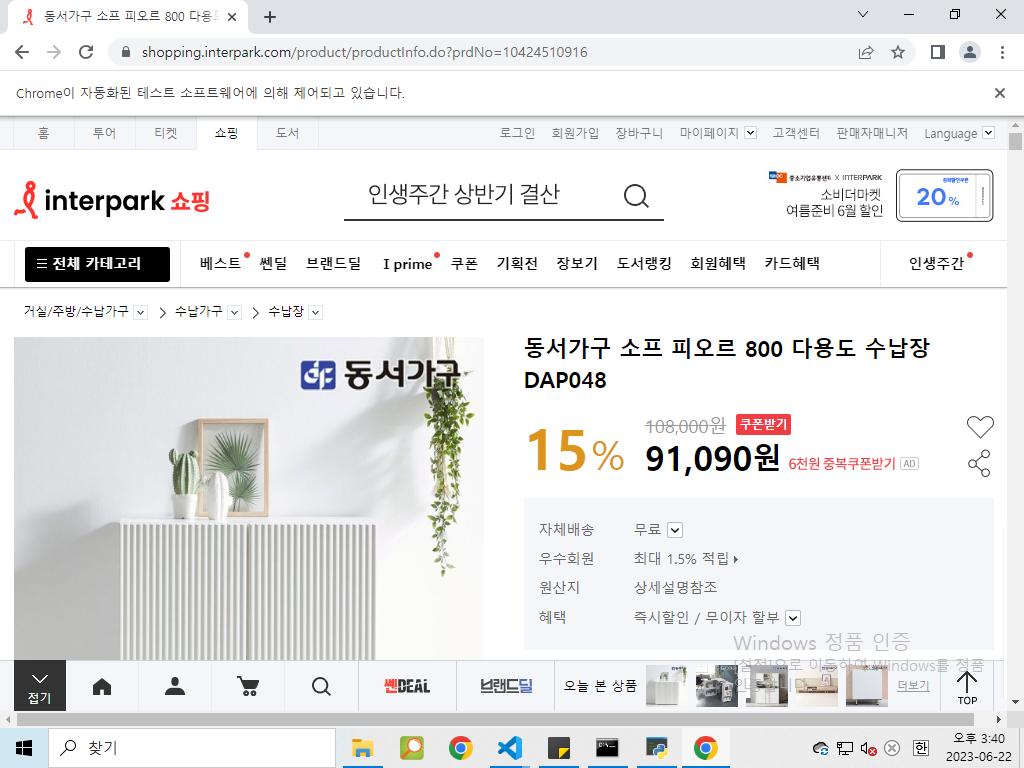 동서가구 소프 피오르 800 다용도
shopping.interpark.com/product/productInfo.do?prdNo=10424510916
Chrome이 자동화된 테스트 소프트웨어에 의해 제어되고 있습니다.
홈 투어 티켓 쇼핑 도서 로그인 회원가입 장바구니 마이페이지 고객센터 판매자매니저 Language
interpark 쇼핑 인생주간 상반기 결산
중소기업유통센터 X INTERPARK
소비더마켓
여름준비 6월 할인
중복할인쿠폰
20%
전체 카테고리 베스트 쎈딜 브랜드딜 I prime 쿠폰 기획전 장보기 도서랭킹 회원혜택 카드혜택 인생주간
거실/주방/수납가구 수납가구 수납장
동서가구
동서가구 소프 피오르 800 다용도 수납장
DAP048
15% 108,000원 쿠폰받기
91,090원 6천원 중복쿠폰받기 AD
자체배송 무료
우수회원 최대 1.5% 적립
원산지 상세설명참조
혜택 즉시할인 / 무이자 할부
Windows 정품 인증
[설정]으로 이동하여 Windows를 정품
접기 쎈DEAL 브랜드딜 오늘 본 상품 더보기 TOP
찾기
한
오후 3:40
2023-06-22